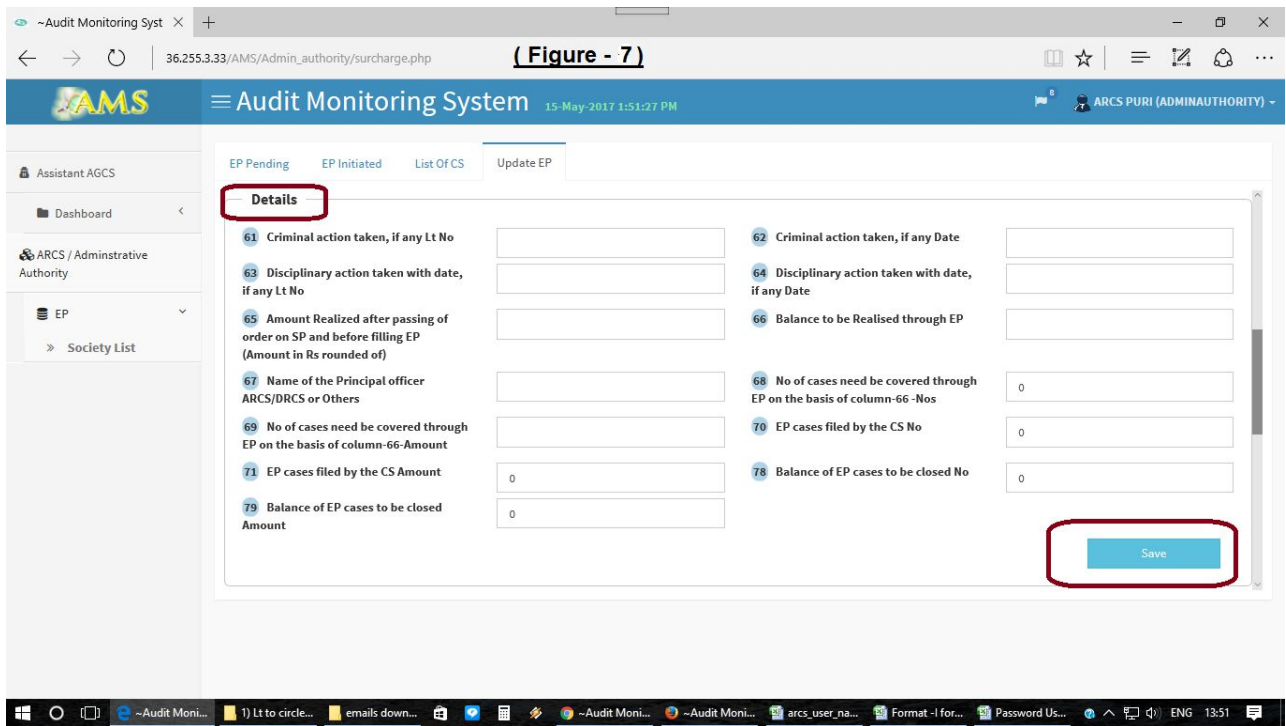 ~Audit Monitoring Syst
36.255.3.33/AMS/Admin_authority/surcharge.php
( Figure - 7 )
AMS
Audit Monitoring System 15-May-2017 1:51:27 PM
8
ARCS PURI (ADMINAUTHORITY)
Assistant AGCS
Dashboard
ARCS / Adminstrative
Authority
EP
» Society List
EP Pending EP Initiated List Of CS Update EP
Details
61 Criminal action taken, if any Lt No
62 Criminal action taken, if any Date
63 Disciplinary action taken with date,
if any Lt No
64 Disciplinary action taken with date,
if any Date
65 Amount Realized after passing of
order on SP and before filling EP
(Amount in Rs rounded of)
66 Balance to be Realised through EP
67 Name of the Principal officer
ARCS/DRCS or Others
68 No of cases need be covered through
EP on the basis of column-66 -Nos
0
69 No of cases need be covered through
EP on the basis of column-66-Amount
70 EP cases filed by the CS No
0
71 EP cases filed by the CS Amount
0
78 Balance of EP cases to be closed No
0
79 Balance of EP cases to be closed
Amount
0
Save
~Audit Moni... 1) Lt to circle... emails down... ~Audit Moni... ~Audit Moni... arcs_user_na... Format -I for... Password Us... ENG 13:51